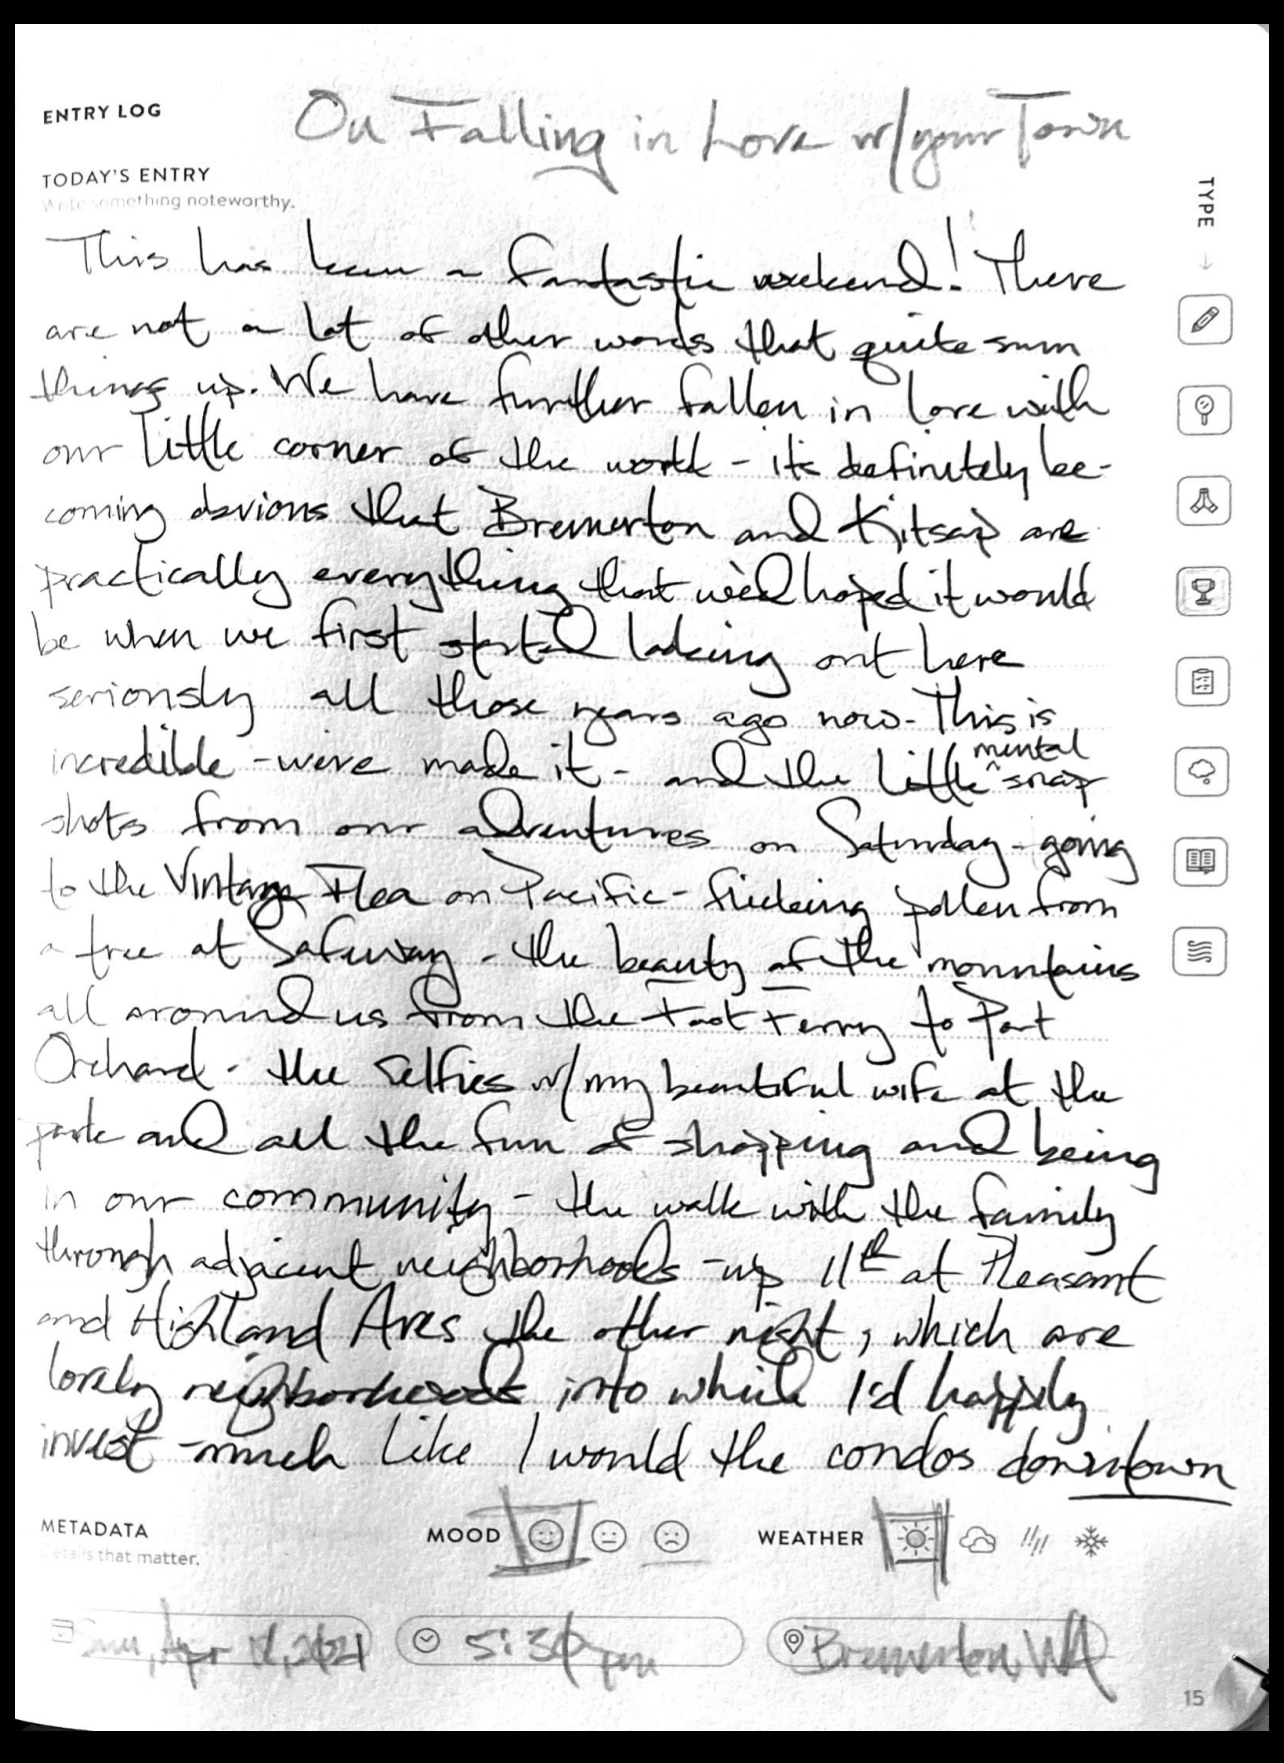 ENTRY LOG
On Falling in Love w/your Town
TODAY'S ENTRY
Write something noteworthy.
TYPE
This has been a fantastic weekend! There
are not a lot of other words that quite sum
things up. We have further fallen in love with
our little corner of the world - it's definitely be-
coming obvious that Bremerton and Kitsap are
practically everything that we'd hoped it would
be when we first started looking out here
seriously all those years ago now. This is
mental
incredible - we've made it - and the little ^ snap
shots from our adventures on Saturday - going
to the Vintage Flea on Pacific - flicking pollen from
a tree at Safeway - the beauty of the mountains
all around us from the Foot Ferry to Port
Orchard - the selfies w/my beautiful wife at the
park and all the fun of shopping and being
in our community - the walk with the family
through adjacent neighborhoods - up 11th at Pleasant
and Highland Aves the other night, which are
lovely neighborhoods into which I'd happily
invest - much like I would the condos downtown
METADATA
Details that matter.
MOOD
WEATHER
Sun, Apr 18, 2021
5:30 pm
Bremerton, WA
15